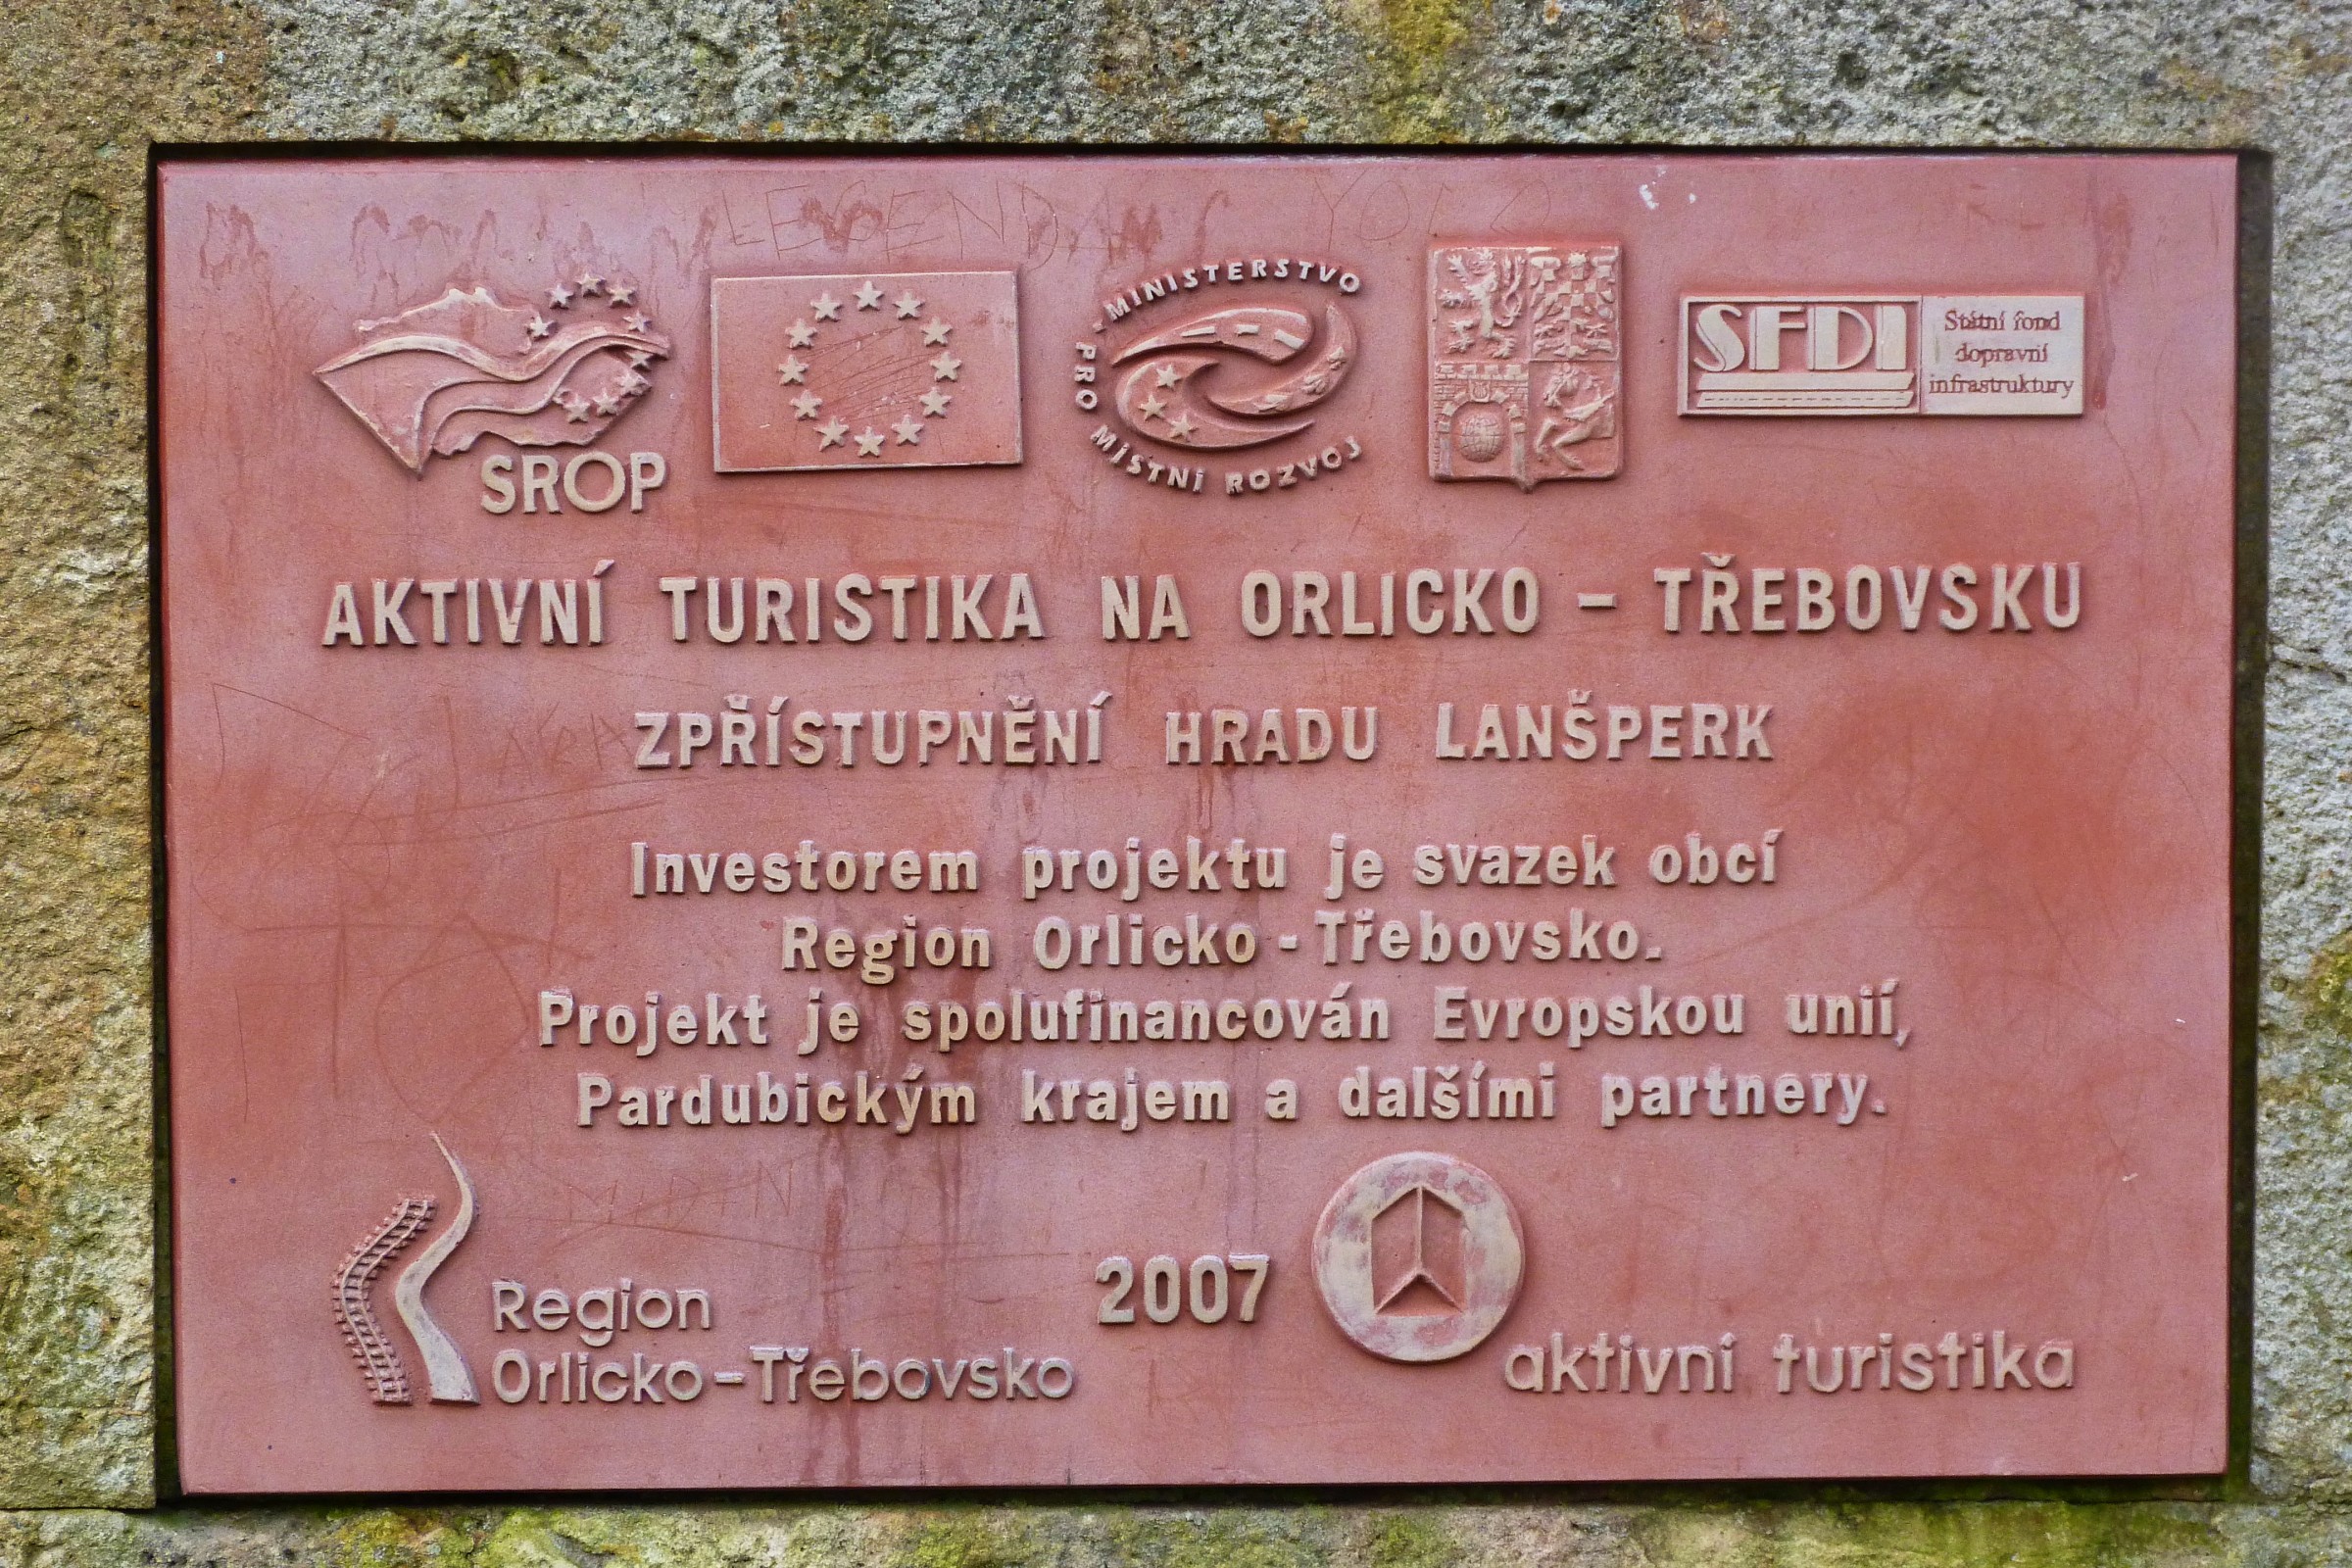 LEGENDA
YOLO
MINISTERSTVO
PRO MÍSTNÍ ROZVOJ
SROP
SFDI
Státní fond
dopravní
infrastruktury
AKTIVNÍ TURISTIKA NA ORLICKO – TŘEBOVSKU
ZPŘÍSTUPNĚNÍ HRADU LANŠPERK
Investorem projektu je svazek obcí
Region Orlicko - Třebovsko.
Projekt je spolufinancován Evropskou unií,
Pardubickým krajem a dalšími partnery.
Region
Orlicko-Třebovsko
2007
aktivní turistika